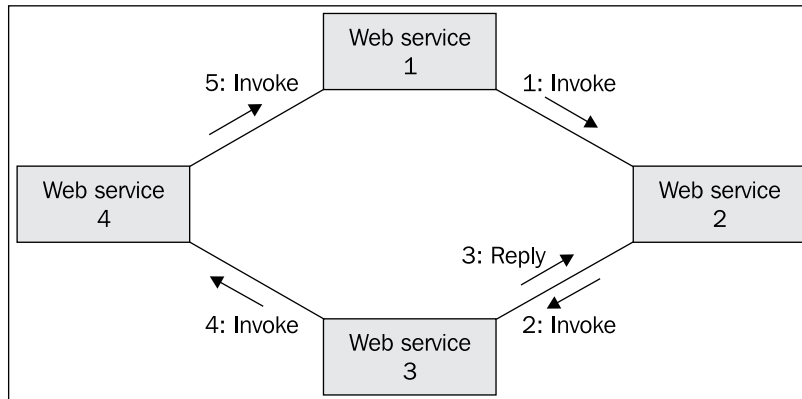 Web service
1
5: Invoke
1: Invoke
Web service
4
Web service
2
3: Reply
4: Invoke
2: Invoke
Web service
3